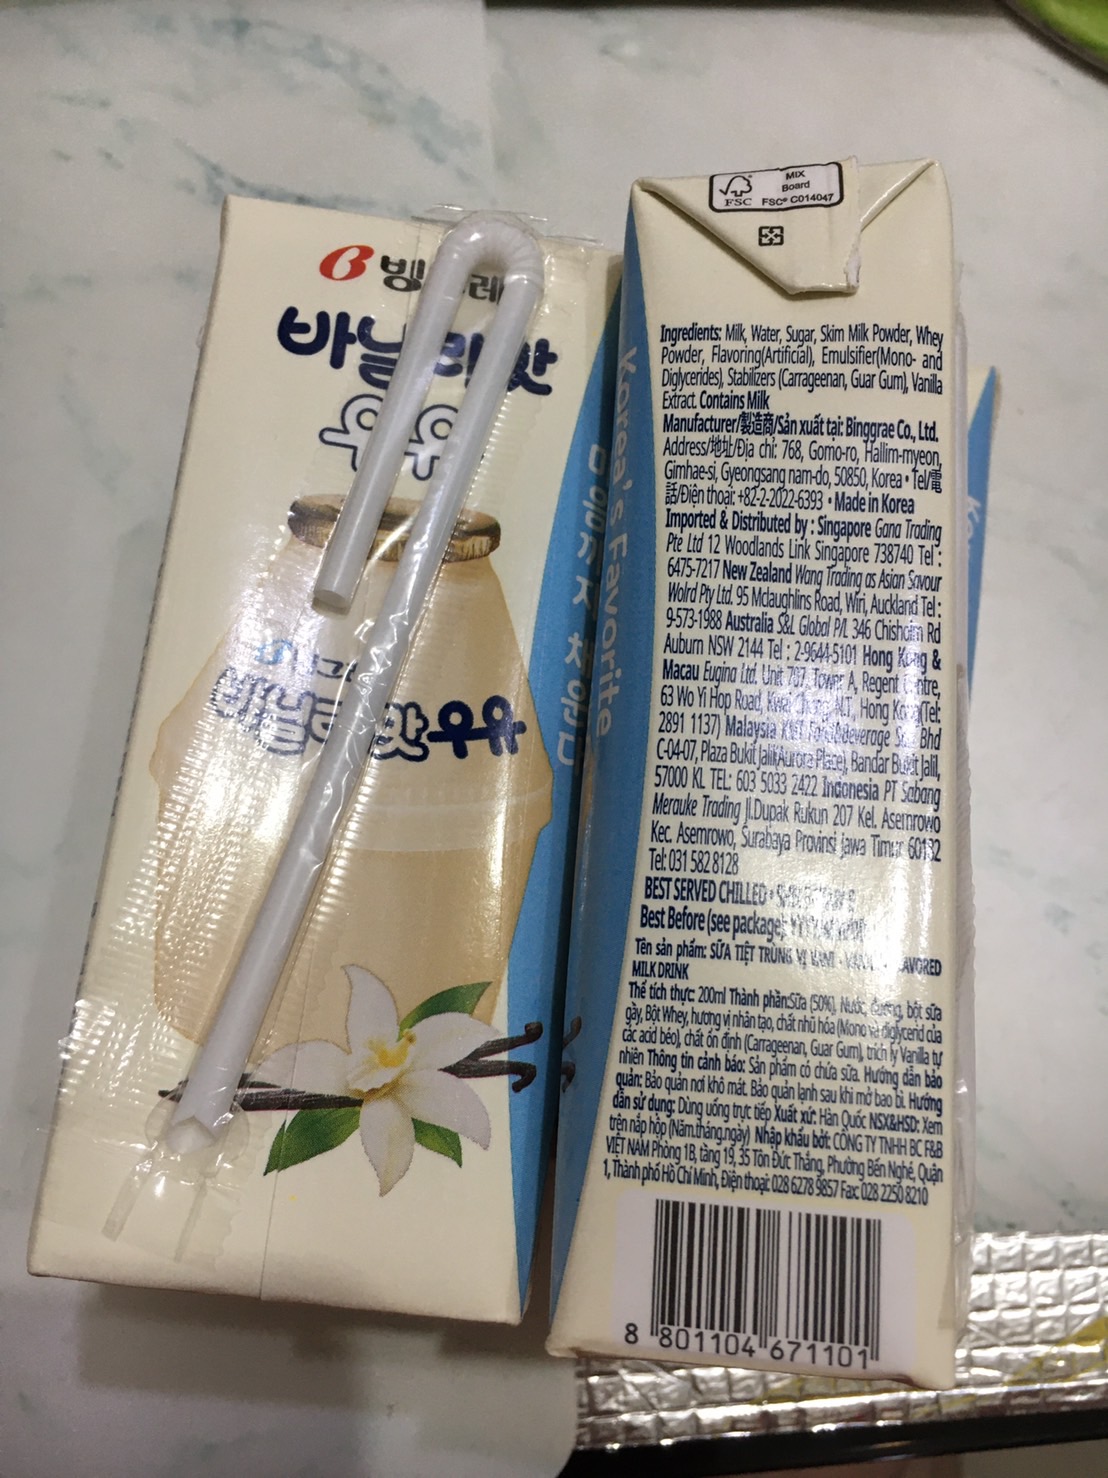 빙그레
바닐라맛
우유
바닐라맛우유
Korea's Favorite
MIX
Board
FSC FSC® C014047
Ingredients: Milk, Water, Sugar, Skim Milk Powder, Whey
Powder, Flavoring(Artificial), Emulsifier(Mono- and
Diglycerides), Stabilizers (Carrageenan, Guar Gum), Vanilla
Extract. Contains Milk
Manufacturer/製造商/Sản xuất tại: Binggrae Co., Ltd.
Address/地址/Địa chỉ: 768, Gomo-ro, Hallim-myeon,
Gimhae-si, Gyeongsang nam-do, 50850, Korea • Tel/電
話/Điện thoại: +82-2-2022-6393 • Made in Korea
Imported & Distributed by : Singapore Gana Trading
Pte Ltd 12 Woodlands Link Singapore 738740 Tel :
6475-7217 New Zealand Wang Trading as Asian Savour
Wolrd Pty Ltd. 95 Mclaughlins Road, Wiri, Auckland Tel :
9-573-1988 Australia S&L Global P/L 346 Chisholm Rd
Auburn NSW 2144 Tel : 2-9644-5101 Hong Kong &
Macau Eugina Ltd. Unit 707, Tower A, Regent Centre,
63 Wo Yi Hop Road, Kwai Chung, N.T., Hong Kong(Tel:
2891 1137) Malaysia Bhd
C-04-07, Plaza Bukit Jalil(Aurora Place), Bandar Bukit Jalil,
57000 KL TEL: 603 5033 2422 Indonesia PT Sabang
Merauke Trading Jl.Dupak Rukun 207 Kel. Asemrowo
Kec. Asemrowo, Surabaya Provinsi Jawa Timur 60182
Tel: 031 582 8128
BEST SERVED CHILLED •
Best Before (see package):
Tên sản phẩm: SỮA TIỆT TRÙNG VỊ VANI - FLAVORED
MILK DRINK
Thể tích thực: 200ml Thành phần:Sữa (50%), Nước, đường, bột sữa
gầy, Bột Whey, hương vị nhân tạo, chất nhũ hóa (Mono và diglycerid của
các acid béo), chất ổn định (Carrageenan, Guar Gum), trích ly Vanilla tự
nhiên Thông tin cảnh báo: Sản phẩm có chứa sữa. Hướng dẫn bảo
quản: Bảo quản nơi khô mát. Bảo quản lạnh sau khi mở bao bì. Hướng
dẫn sử dụng: Dùng uống trực tiếp Xuất xứ: Hàn Quốc NSX&HSD: Xem
trên nắp hộp (Năm.tháng.ngày) Nhập khẩu bởi: CÔNG TY TNHH BC F&B
VIỆT NAM Phòng 1B, tầng 19, 35 Tôn Đức Thắng, Phường Bến Nghé, Quận
1, Thành phố Hồ Chí Minh, Điện thoại: 028 6278 9857 Fax: 028 2250 8210
8 801104 671101